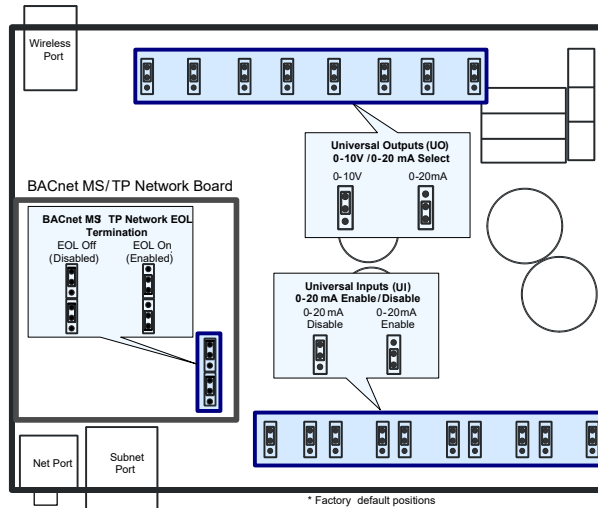 Wireless
Port
Universal Outputs (UO)
0-10V /0-20 mA Select
0-10V 0-20mA
BACnet MS/ TP Network Board
BACnet MS TP Network EOL
Termination
EOL Off EOL On
(Disabled) (Enabled)
Universal Inputs (UI)
0-20 mA Enable/Disable
0-20 mA 0-20mA
Disable Enable
Net Port
Subnet
Port
* Factory default positions